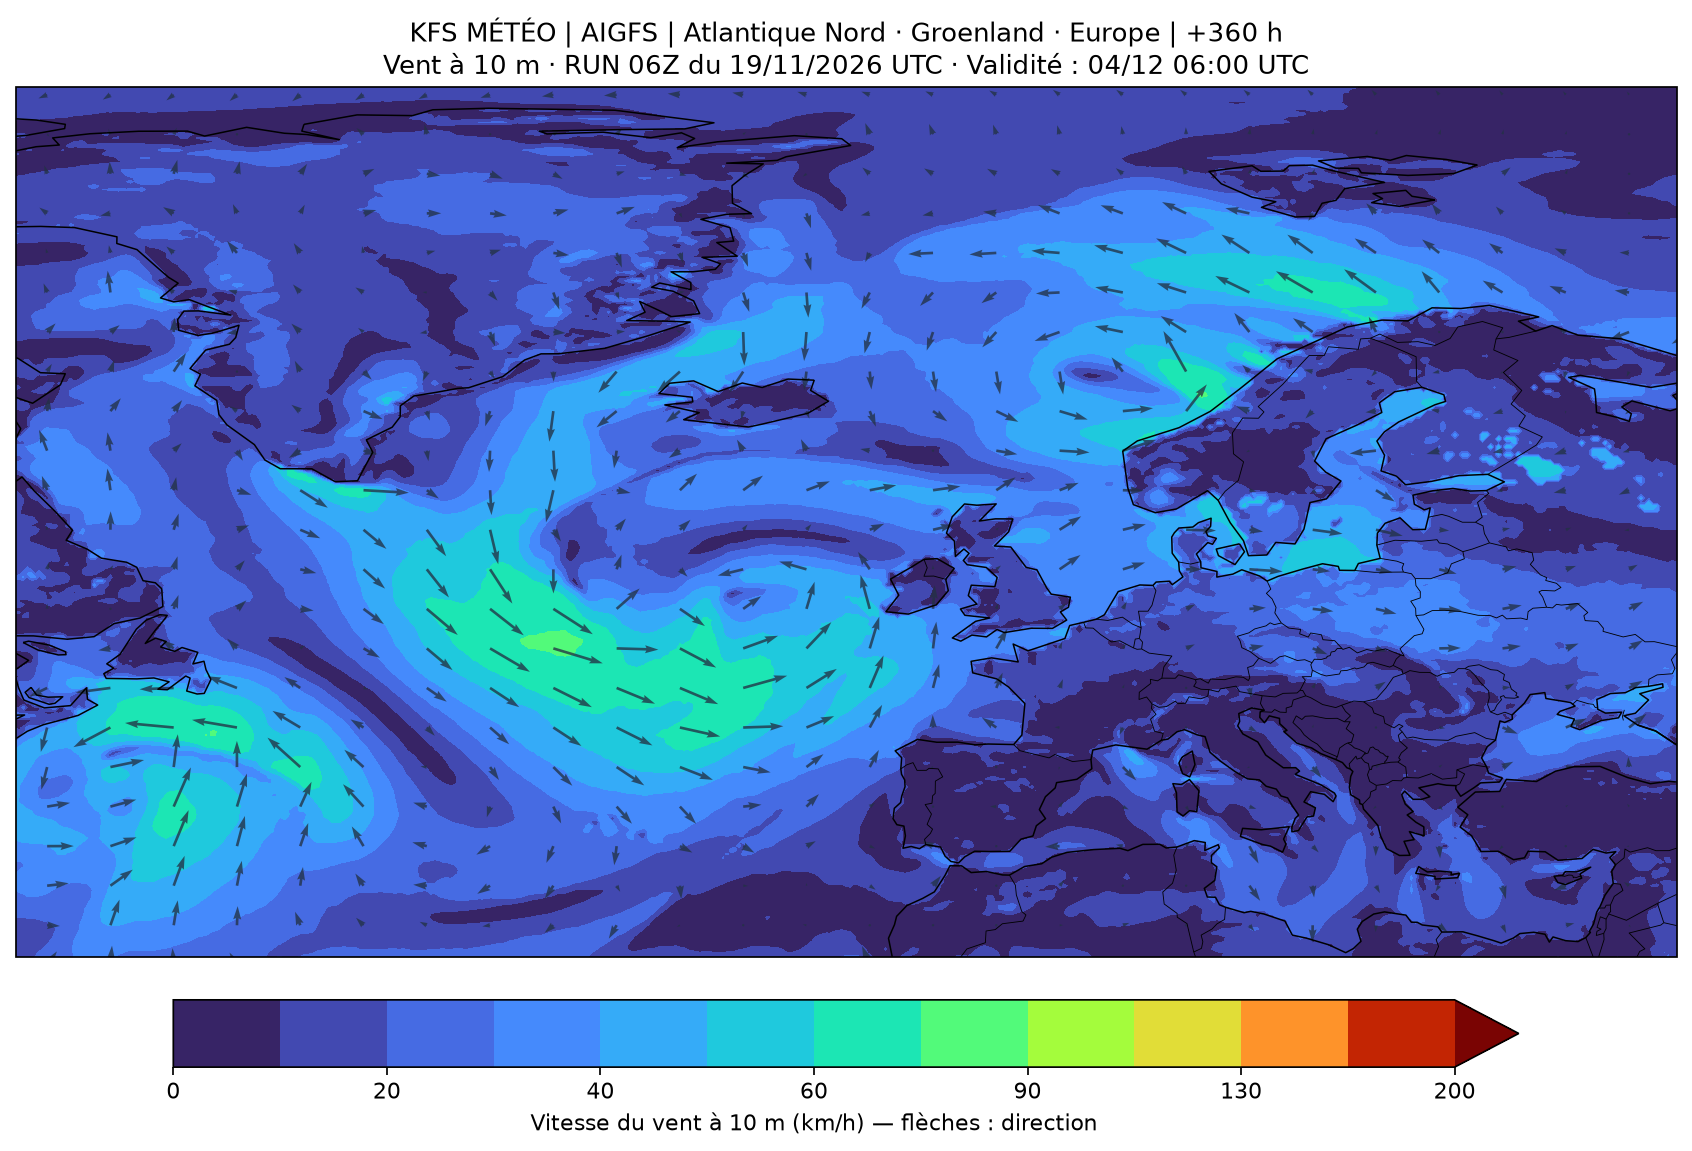 KFS MÉTÉO | AIGFS | Atlantique Nord · Groenland · Europe | +360 h
Vent à 10 m · RUN 06Z du 19/11/2026 UTC · Validité : 04/12 06:00 UTC
0 20 40 60 90 130 200
Vitesse du vent à 10 m (km/h) — flèches : direction